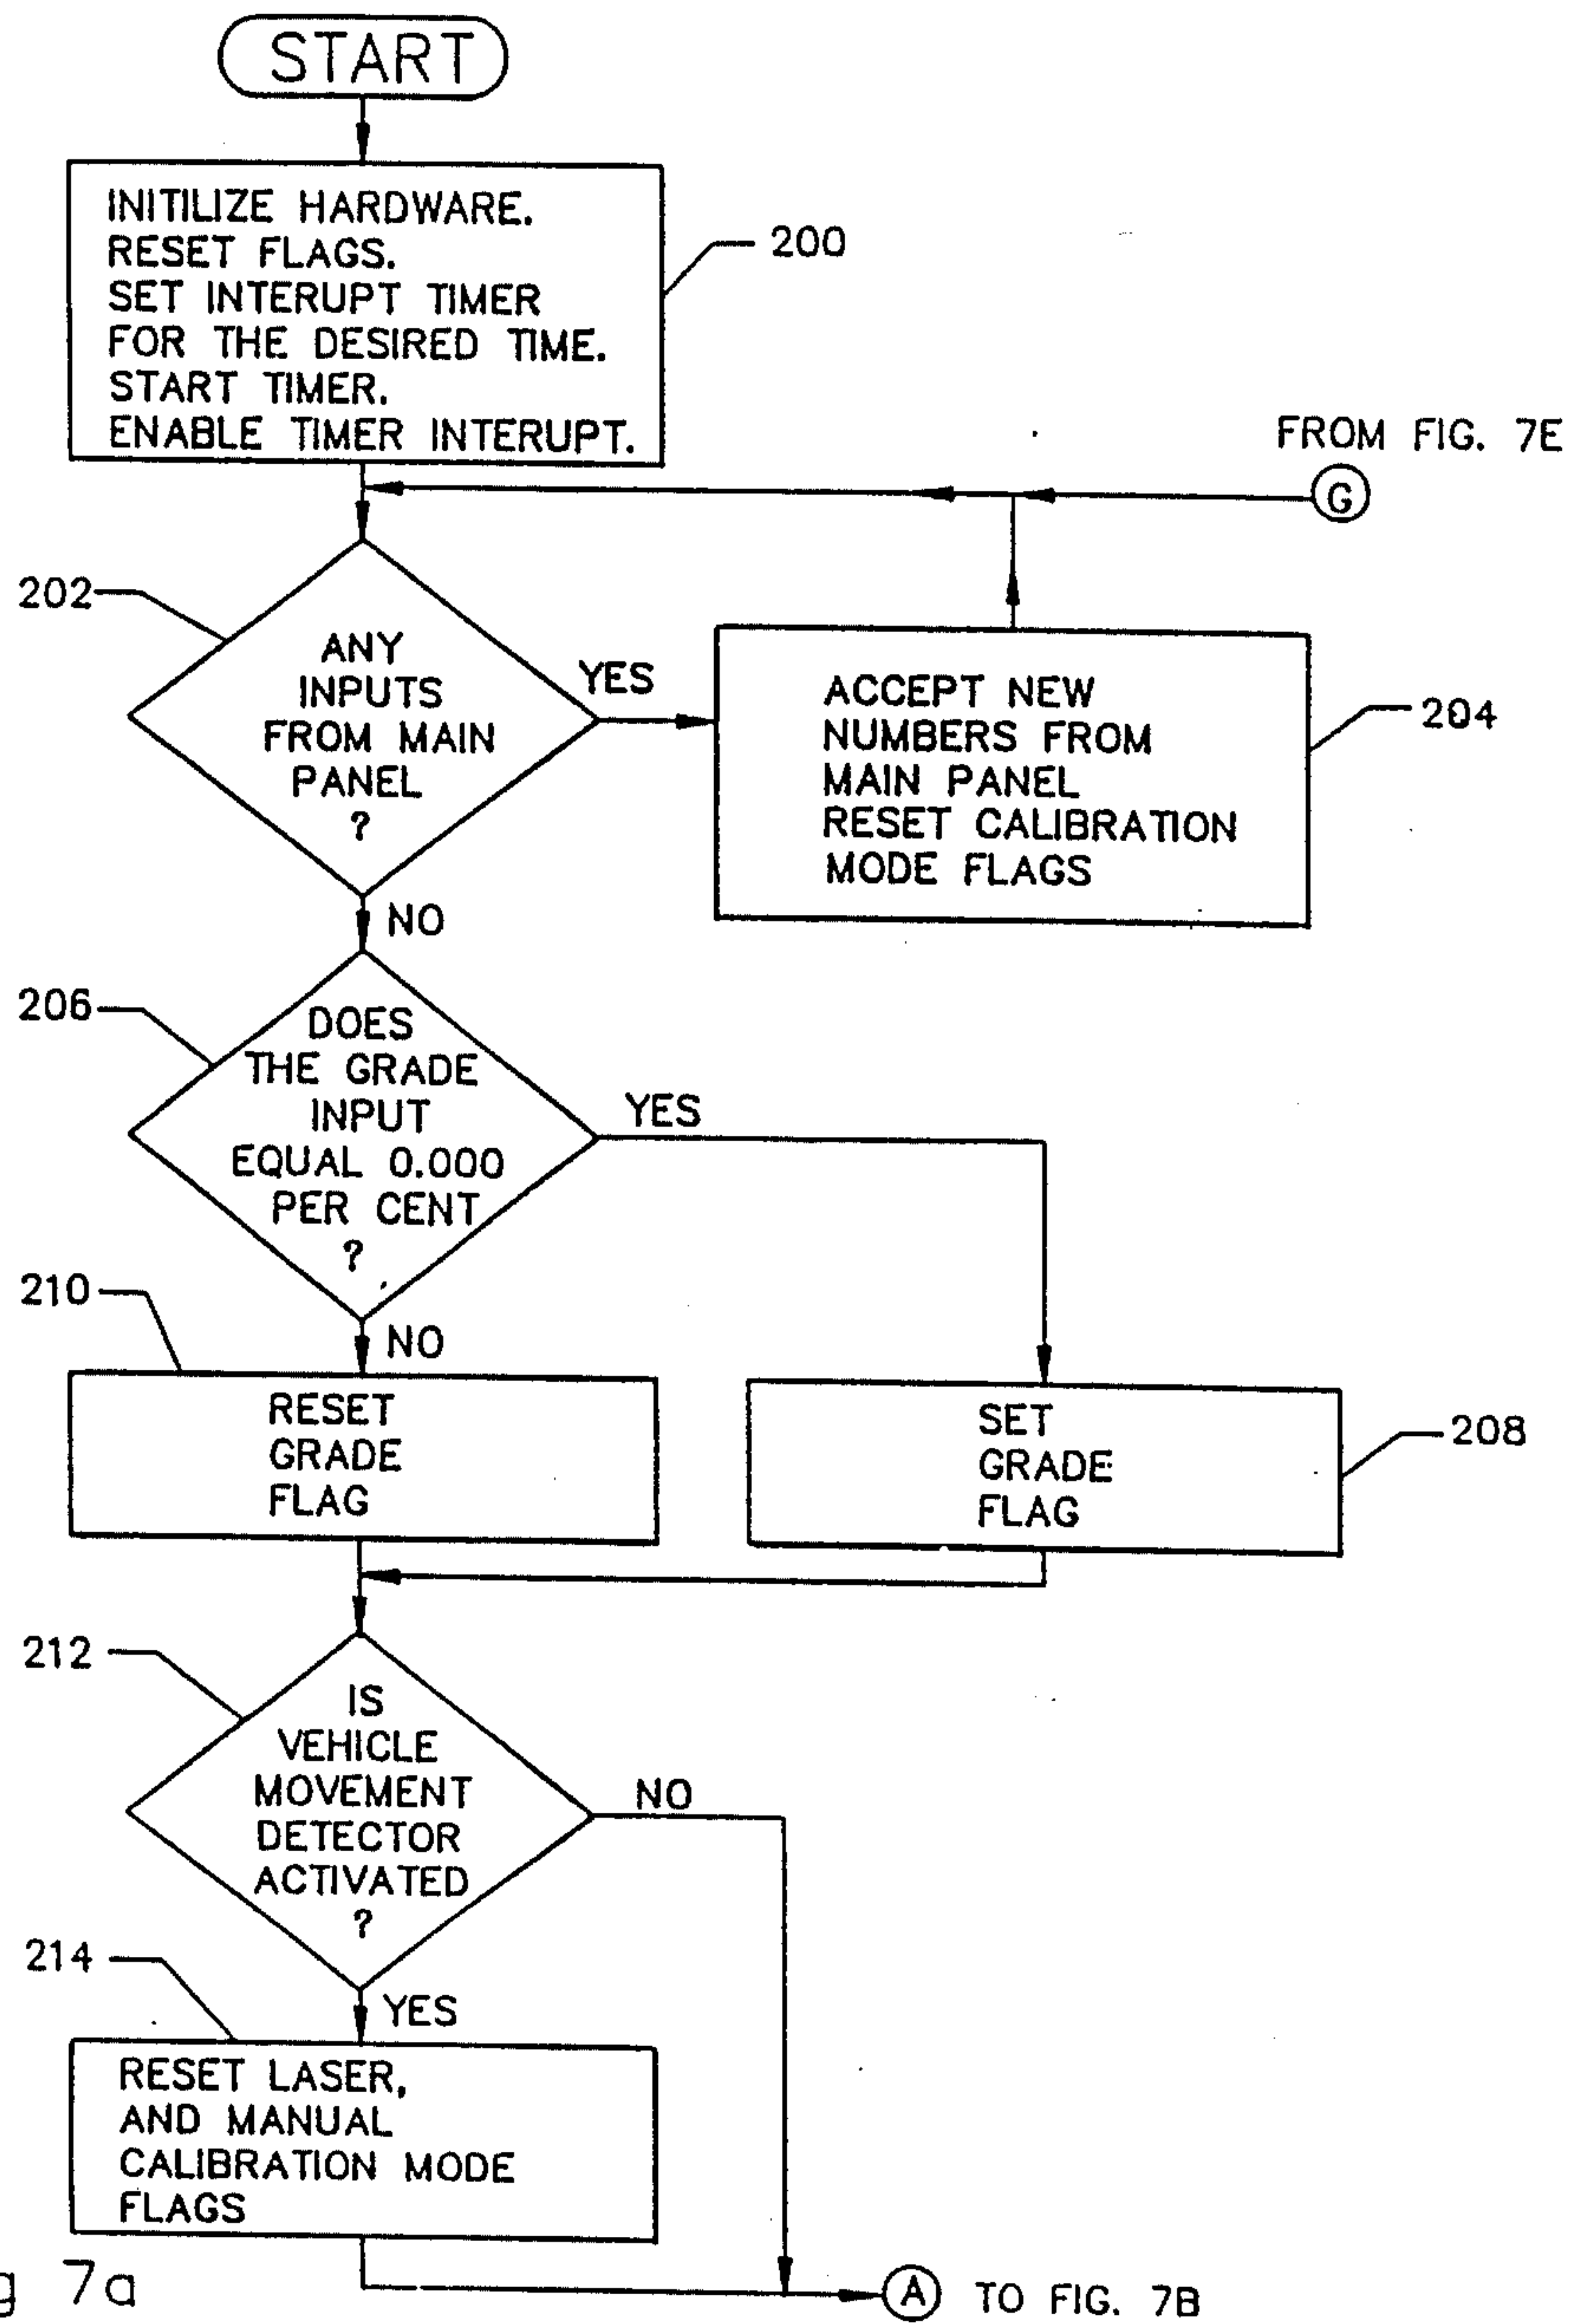 START
INITILIZE HARDWARE.
RESET FLAGS.
SET INTERUPT TIMER
FOR THE DESIRED TIME.
START TIMER.
ENABLE TIMER INTERUPT.
200
FROM FIG. 7E
G
202
ANY
INPUTS
FROM MAIN
PANEL
?
YES
ACCEPT NEW
NUMBERS FROM
MAIN PANEL
RESET CALIBRATION
MODE FLAGS
204
NO
206
DOES
THE GRADE
INPUT
EQUAL 0.000
PER CENT
?
YES
210
NO
RESET
GRADE
FLAG
SET
GRADE
FLAG
208
212
IS
VEHICLE
MOVEMENT
DETECTOR
ACTIVATED
?
NO
214
YES
RESET LASER,
AND MANUAL
CALIBRATION MODE
FLAGS
g 7a
A
TO FIG. 7B